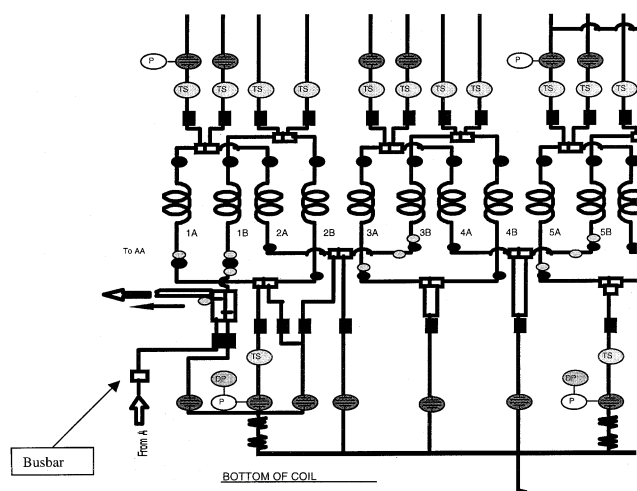 P P
TS TS TS TS TS TS TS TS TS TS TS
1A 1B 2A 2B 3A 3B 4A 4B 5A 5B
To AA
TS TS
DP DP
P P
From A
Busbar
BOTTOM OF COIL